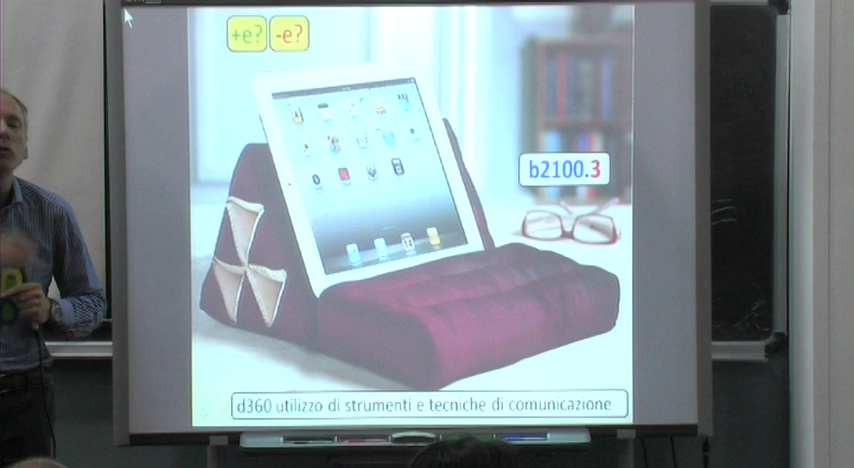 +e? -e?
b2100.3
d360 utilizzo di strumenti e tecniche di comunicazione